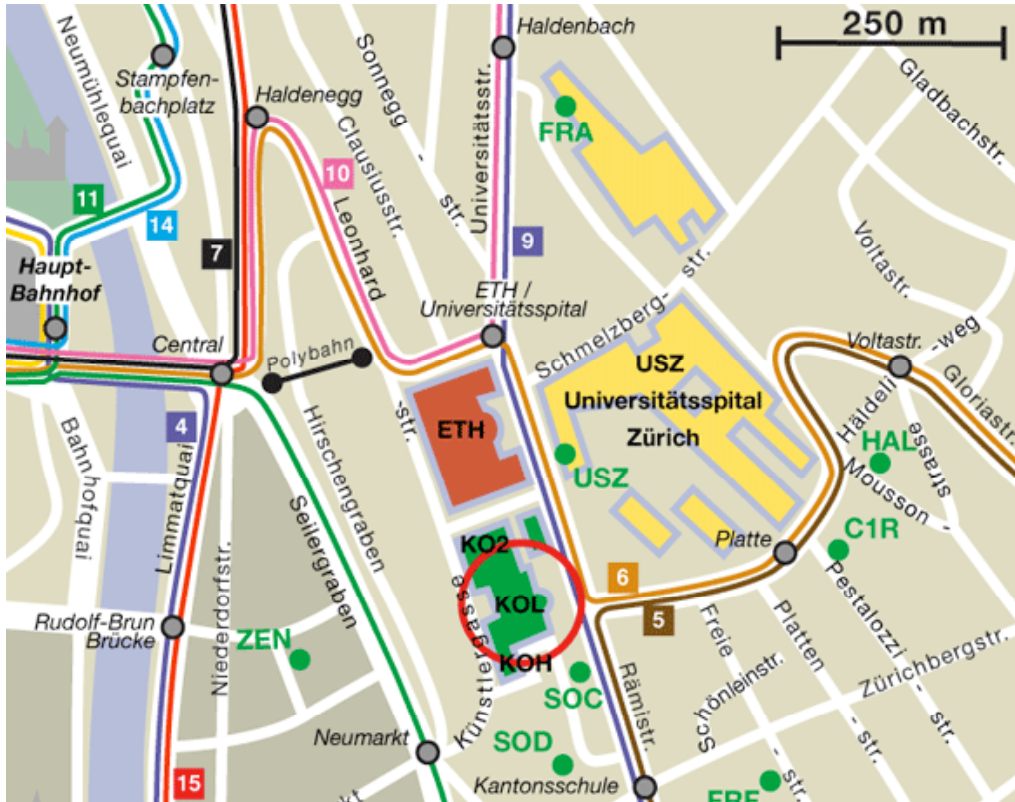 250 m
Haldenbach
Stampfen-
bachplatz
Neumühlequai
Haldenegg
Sonnegg
-
str.
Clausiusstr.
Universitätsstr.
FRA
Gladbachstr.
10
11
14
7
9
Leonhard
-str.
Haupt-
Bahnhof
ETH /
Universitätsspital
Voltastr.
Schmelzberg-
str.
Central
Polybahn
USZ
Universitätsspital
Zürich
Voltastr.
Häldeli
-weg
Gloriastr.
4
ETH
USZ
HAL
Mousson
-
strasse
Bahnhofquai
Limmatquai
Hirschengraben
Seilergraben
Niederdorfstr.
C1R
Platte
KO2
KOL
KOH
6
5
Rudolf-Brun
Brücke
ZEN
Künstlergasse
Freie
-
str.
Platten
-
str.
Pestalozzi
-
str.
Zürichbergstr.
Schönleinstr.
SOC
Rämistr.
Neumarkt
SOD
Kantonsschule
15